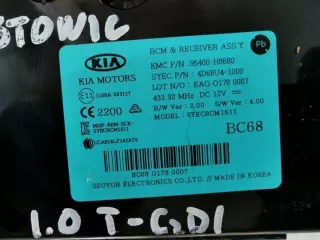 STOWIC
KIA
KIA MOTORS
BCM & RECEIVER ASS'Y
Pb
KMC P/N :95400-H8680
SYEC P/N: 4D68U4-1000
LOT N/O: EAO 0178 0007
433.92 MHz DC 12V
H/W Ver: 2.00 S/W Ver: 4.00
MODEL: SYECBCM1611
E11
CE 2200
BC68
BC68 0178 0007
SEOYON ELECTRONICS CO.,LTD / MADE IN KOREA
1.0 T-GDI